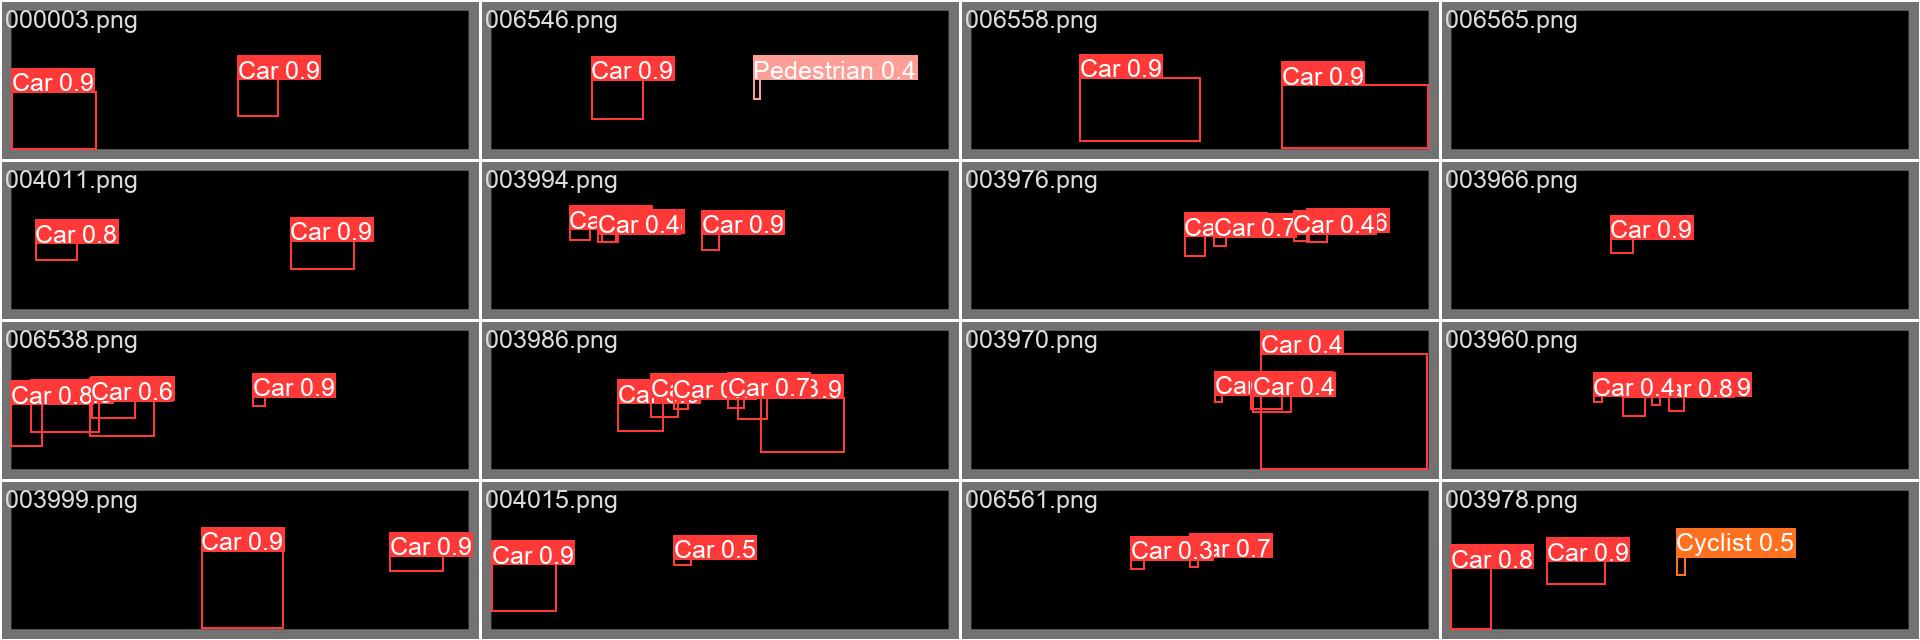 000003.png
Car 0.9
Car 0.9
006546.png
Car 0.9
Pedestrian 0.4
006558.png
Car 0.9
Car 0.9
006565.png
004011.png
Car 0.8
Car 0.9
003994.png
Car 0.4
Car 0.9
003976.png
Car 0.7
Car 0.4
003966.png
Car 0.9
006538.png
Car 0.8
Car 0.6
Car 0.9
003986.png
Car 0.7
003970.png
Car 0.4
Car 0.4
003960.png
Car 0.4
003999.png
Car 0.9
Car 0.9
004015.png
Car 0.9
Car 0.5
006561.png
Car 0.3
003978.png
Car 0.8
Car 0.9
Cyclist 0.5